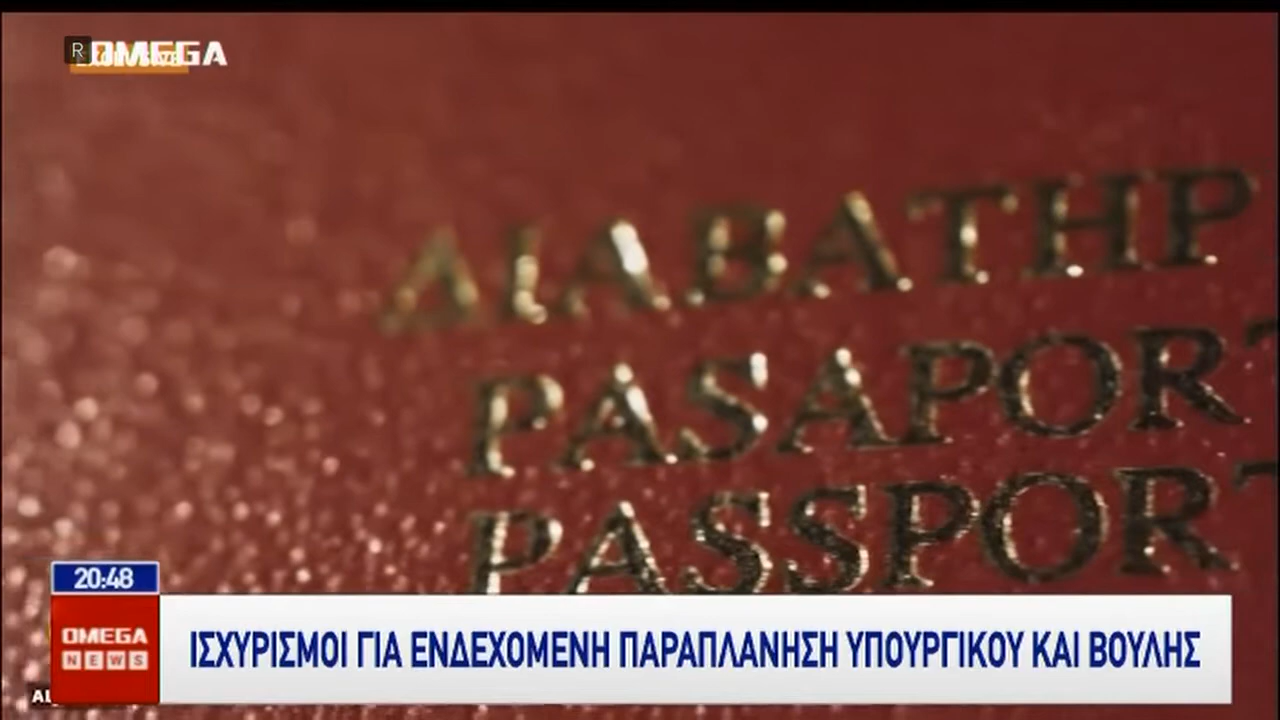 R
OMEGA
ΔΙΑΒΑΤΗΡ
PASAPORT
PASSPORT
20:48
OMEGA
NEWS
ΙΣΧΥΡΙΣΜΟΙ ΓΙΑ ΕΝΔΕΧΟΜΕΝΗ ΠΑΡΑΠΛΑΝΗΣΗ ΥΠΟΥΡΓΙΚΟΥ ΚΑΙ ΒΟΥΛΗΣ